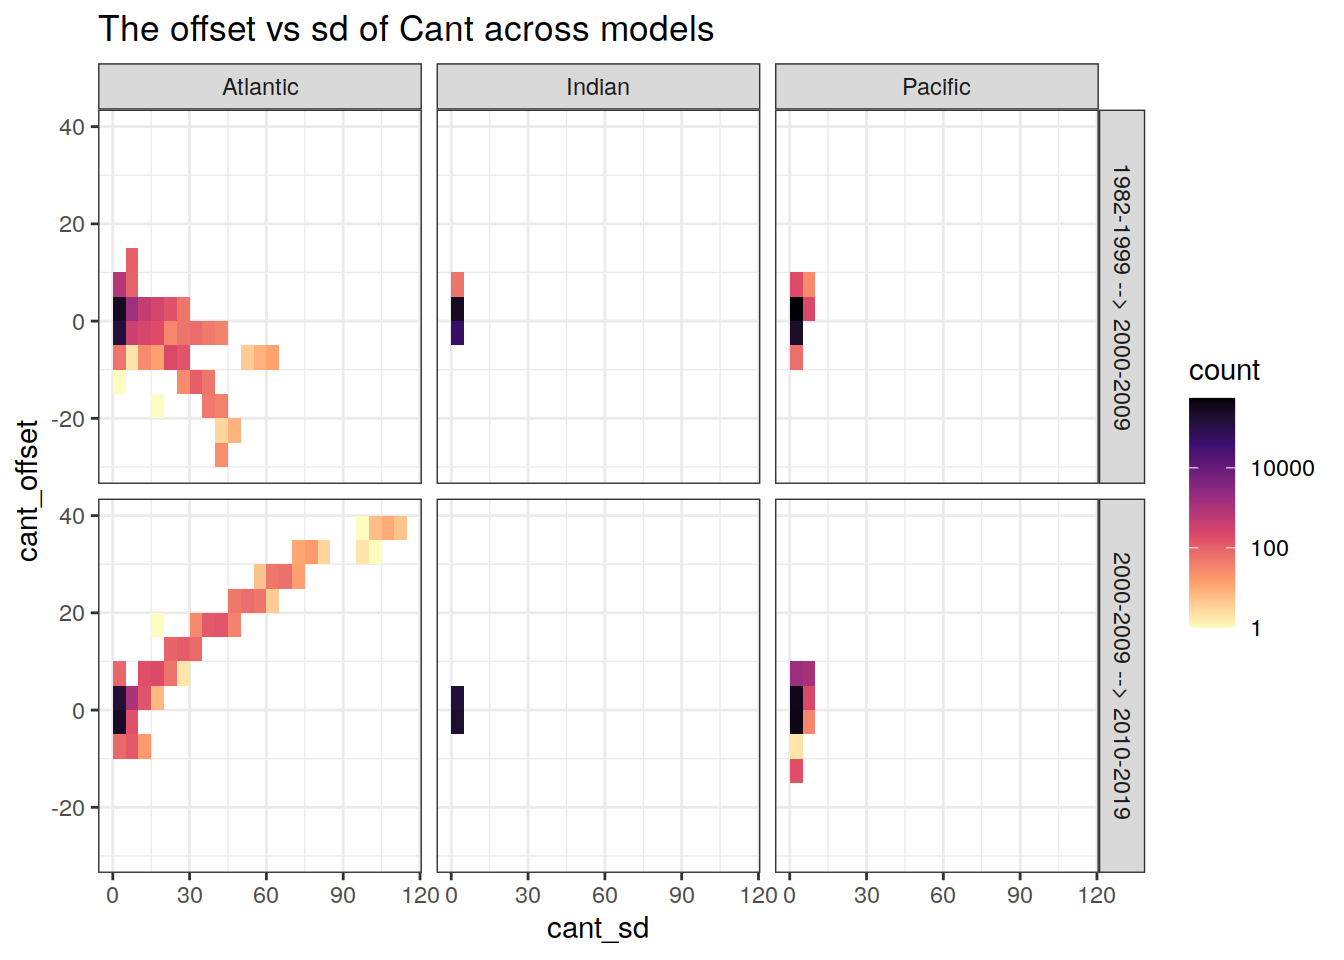 The offset vs sd of Cant across models
Atlantic
Indian
Pacific
40
20
0
-20
1982-1999 --> 2000-2009
40
20
0
-20
2000-2009 --> 2010-2019
cant_offset
0
30
60
90
120
0
30
60
90
120
0
30
60
90
120
cant_sd
count
10000
100
1